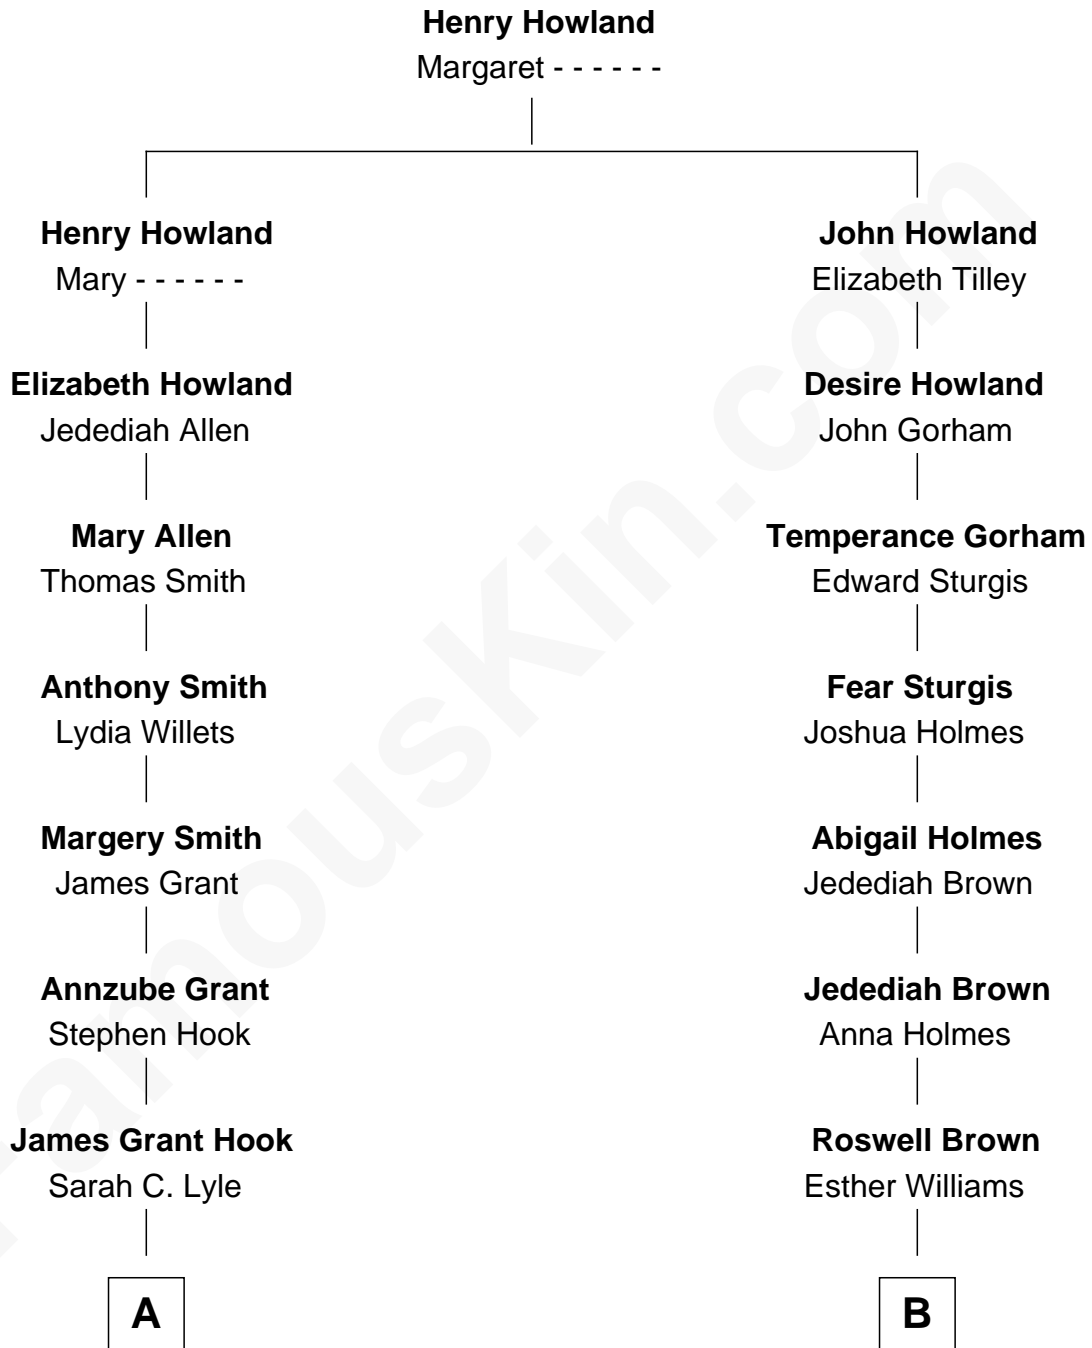 Henry Howland
Margaret - - - - - -
Henry Howland
Mary - - - - - -
John Howland
Elizabeth Tilley
Elizabeth Howland
Jedediah Allen
Desire Howland
John Gorham
Mary Allen
Thomas Smith
Temperance Gorham
Edward Sturgis
Anthony Smith
Lydia Willets
Fear Sturgis
Joshua Holmes
Margery Smith
James Grant
Abigail Holmes
Jedediah Brown
Annzube Grant
Stephen Hook
Jedediah Brown
Anna Holmes
James Grant Hook
Sarah C. Lyle
Roswell Brown
Esther Williams
A
B
FamousKin.com